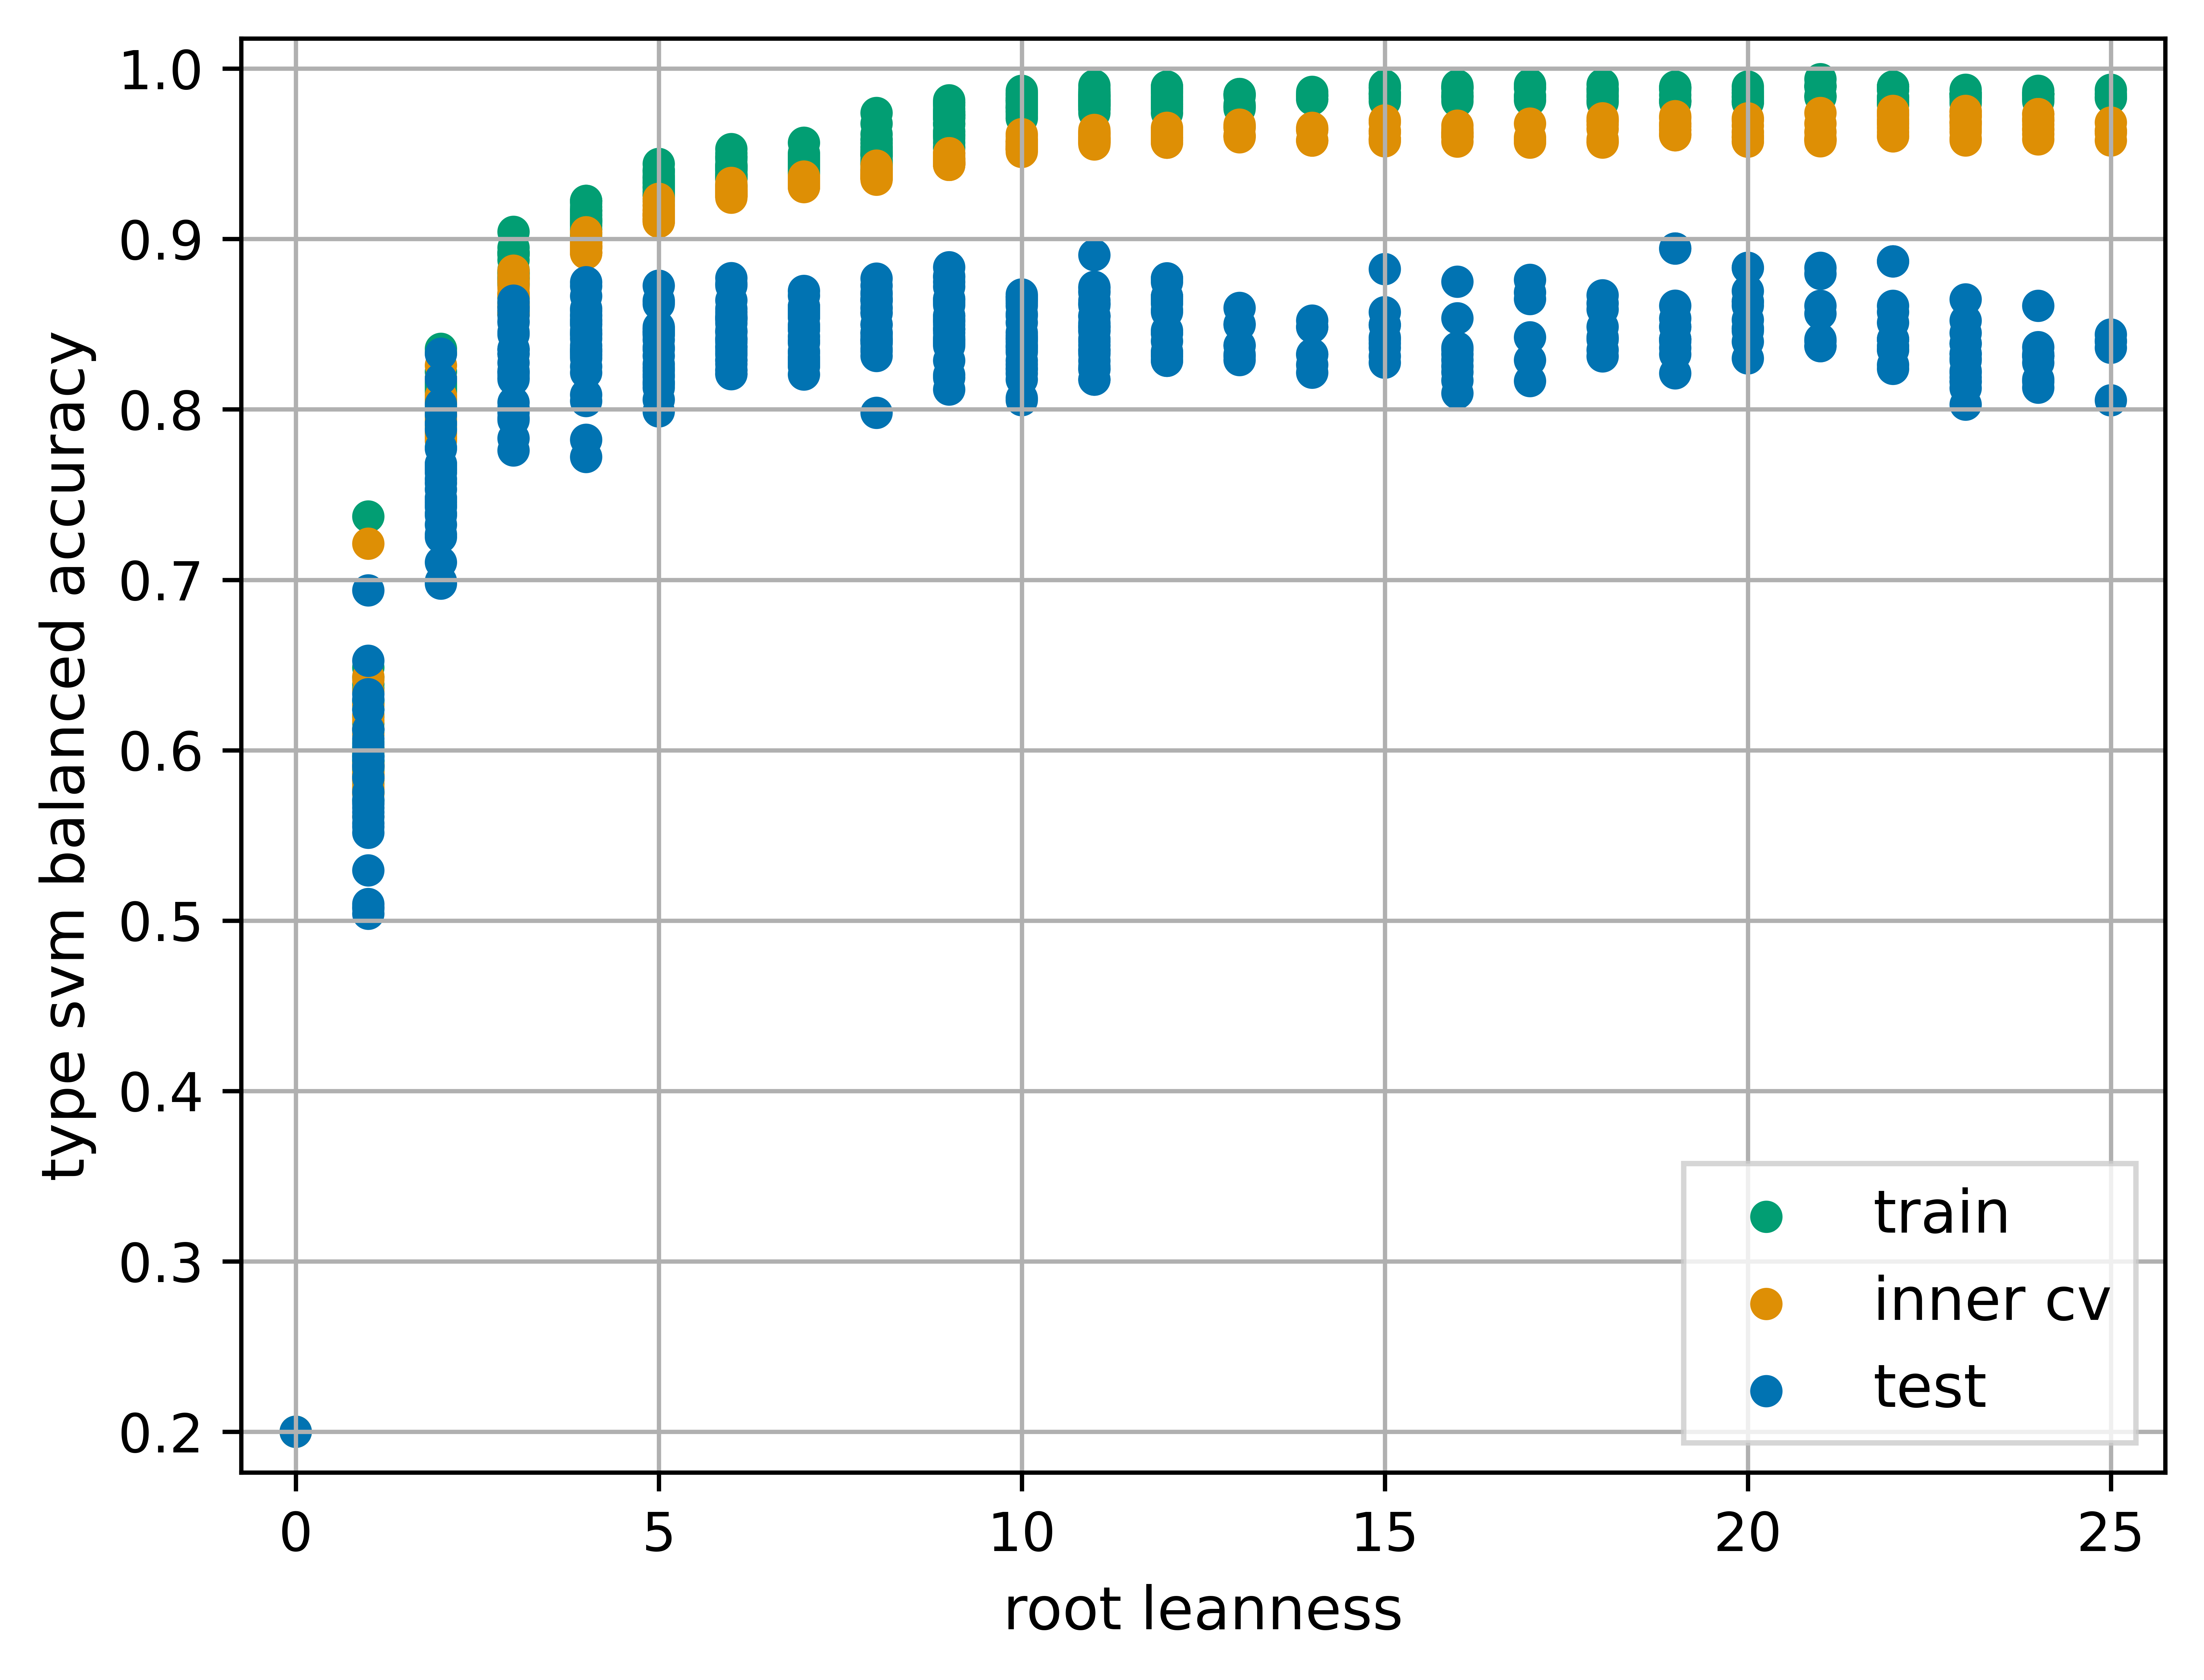 1.0
0.9
0.8
0.7
0.6
0.5
0.4
0.3
0.2
type svm balanced accuracy
train
inner cv
test
0 5 10 15 20 25
root leanness